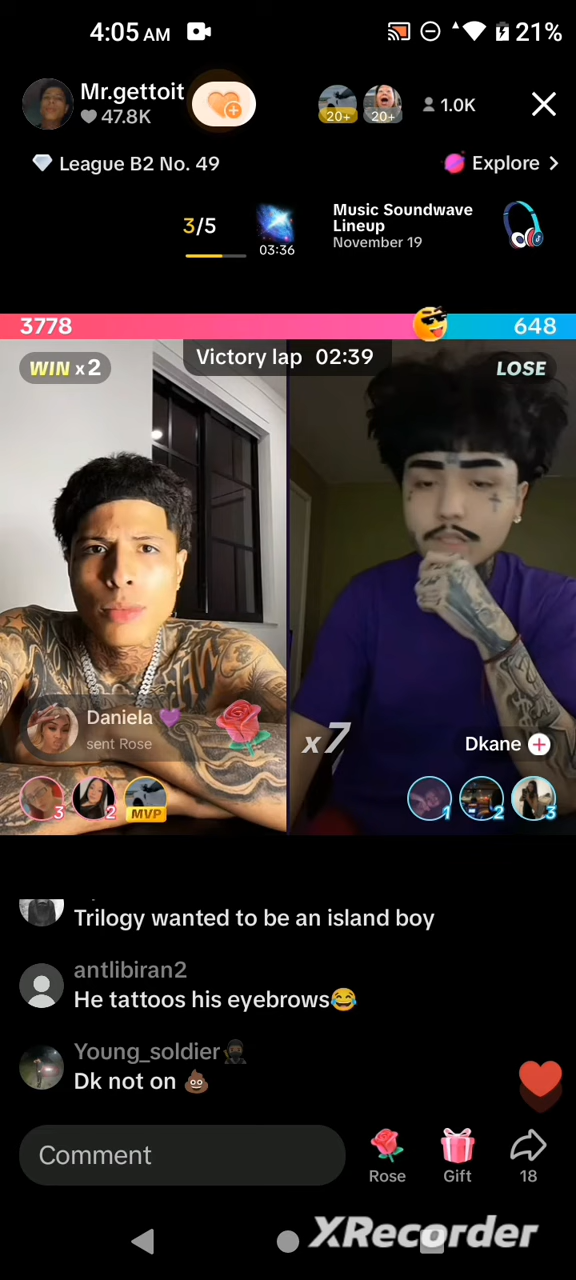 4:05 AM
21%
Mr.gettoit
47.8K
20+
20+
1.0K
League B2 No. 49
Explore >
3/5
03:36
Music Soundwave
Lineup
November 19
3778
648
WIN x2
Victory lap 02:39
LOSE
Daniela 💜
sent Rose
x7
Dkane
3
2
MVP
1
2
3
Trilogy wanted to be an island boy
antlibiran2
He tattoos his eyebrows😂
Young_soldier🥷🏿
Dk not on 💩
Comment
Rose
Gift
18
XRecorder